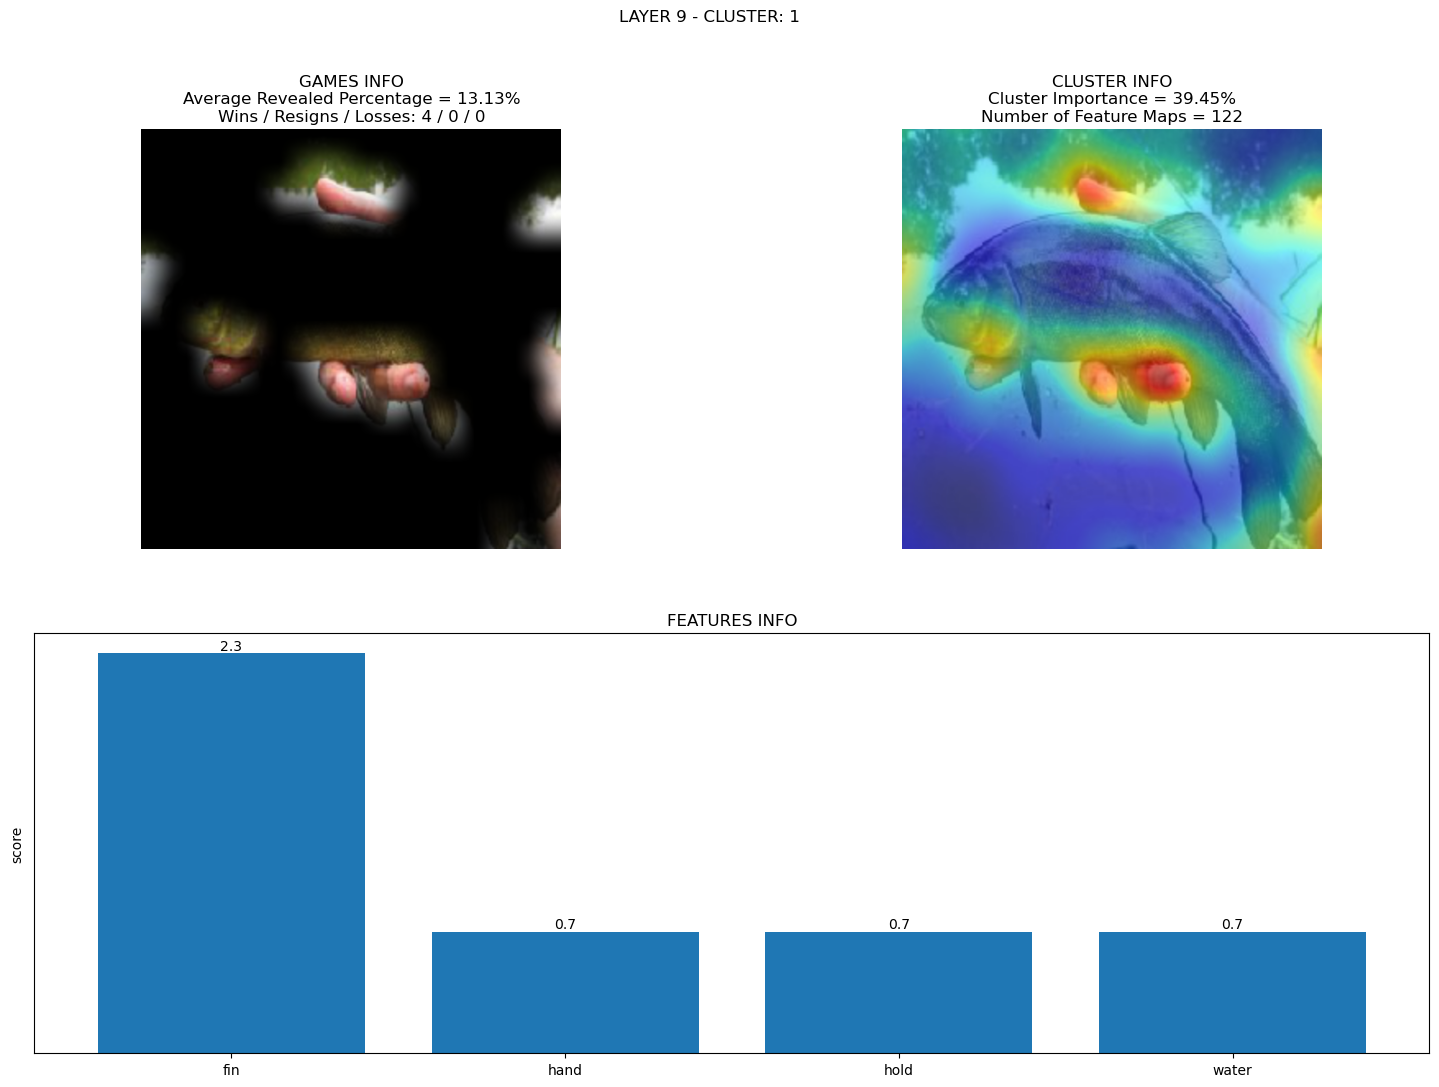 LAYER 9 - CLUSTER: 1
GAMES INFO
Average Revealed Percentage = 13.13%
Wins / Resigns / Losses: 4 / 0 / 0
CLUSTER INFO
Cluster Importance = 39.45%
Number of Feature Maps = 122
FEATURES INFO
score
2.3
0.7
0.7
0.7
fin
hand
hold
water